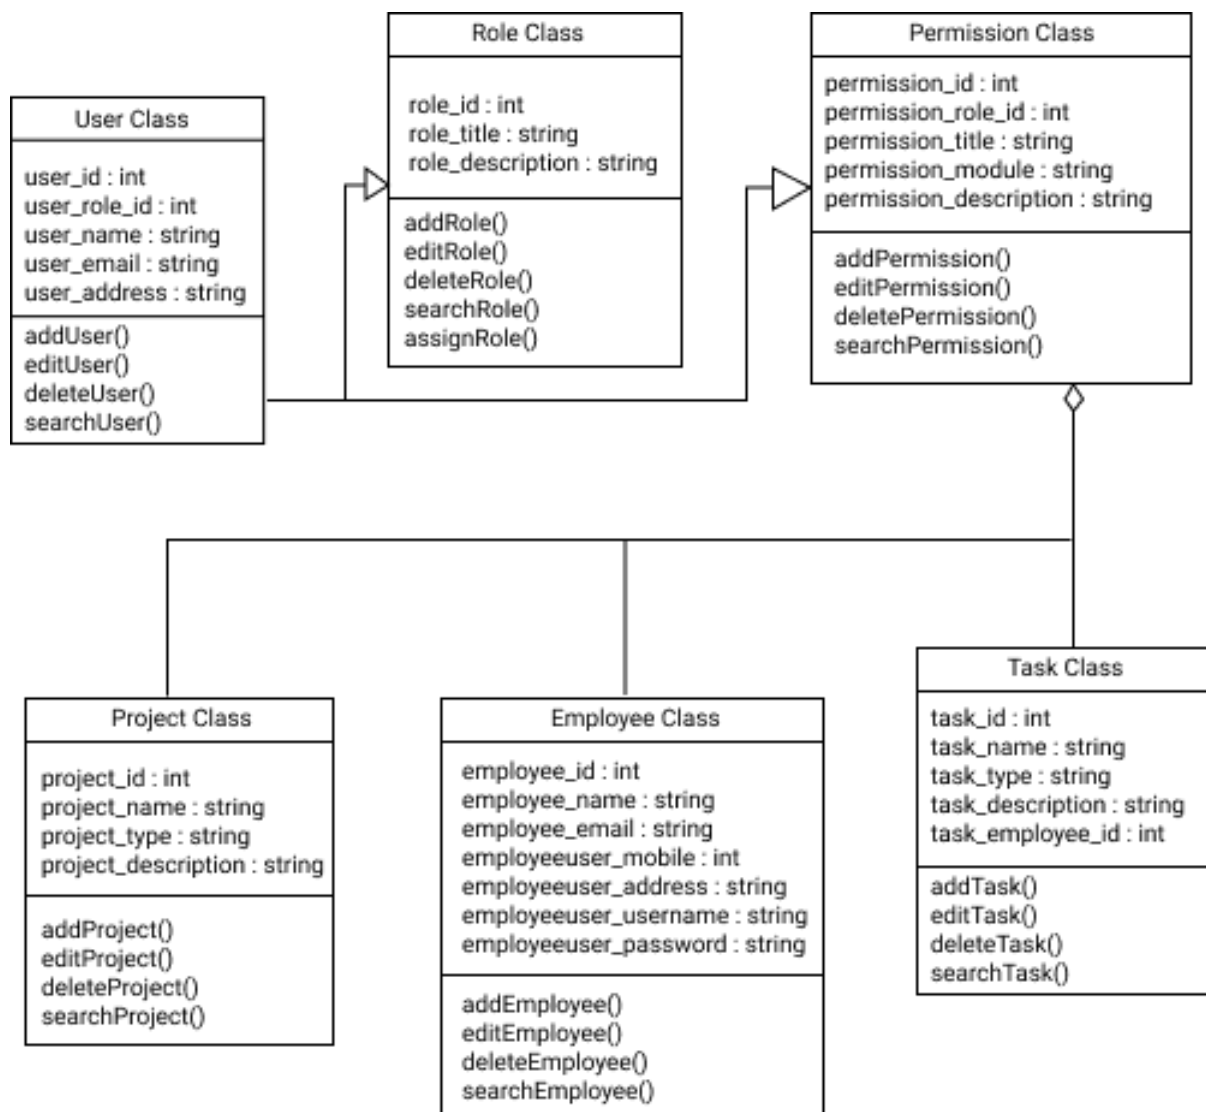 User Class
user_id : int
user_role_id : int
user_name : string
user_email : string
user_address : string
addUser()
editUser()
deleteUser()
searchUser()
Role Class
role_id : int
role_title : string
role_description : string
addRole()
editRole()
deleteRole()
searchRole()
assignRole()
Permission Class
permission_id : int
permission_role_id : int
permission_title : string
permission_module : string
permission_description : string
addPermission()
editPermission()
deletePermission()
searchPermission()
Project Class
project_id : int
project_name : string
project_type : string
project_description : string
addProject()
editProject()
deleteProject()
searchProject()
Employee Class
employee_id : int
employee_name : string
employee_email : string
employeeuser_mobile : int
employeeuser_address : string
employeeuser_username : string
employeeuser_password : string
addEmployee()
editEmployee()
deleteEmployee()
searchEmployee()
Task Class
task_id : int
task_name : string
task_type : string
task_description : string
task_employee_id : int
addTask()
editTask()
deleteTask()
searchTask()